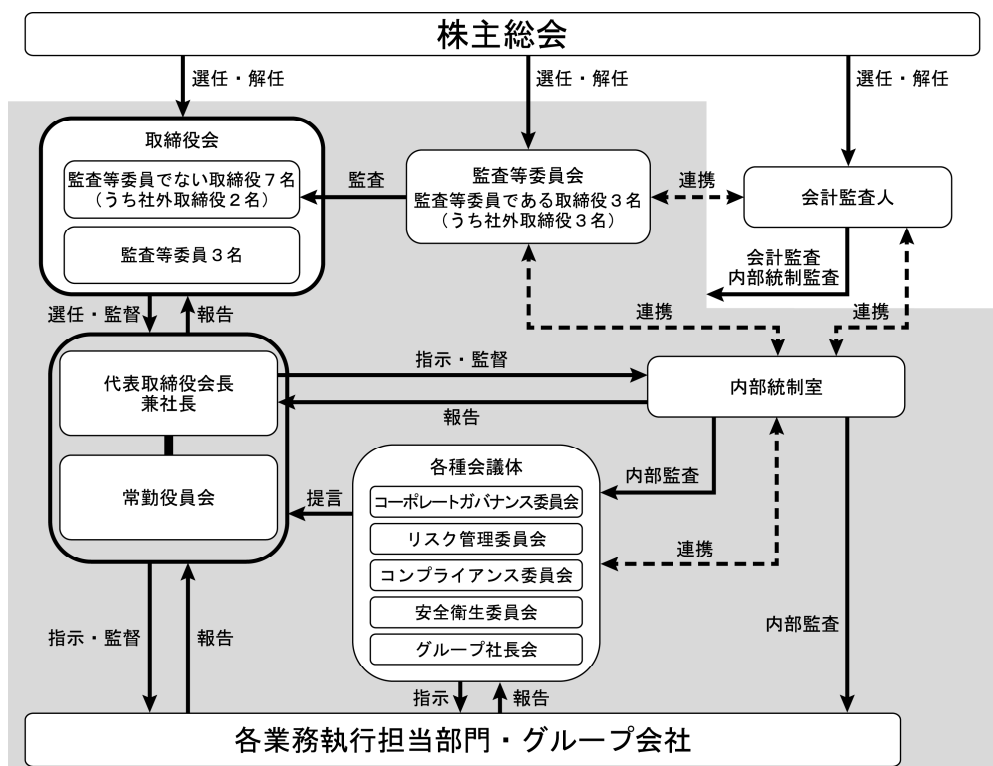 株主総会
選任・解任
選任・解任
選任・解任
取締役会
監査等委員でない取締役７名
（うち社外取締役２名）
監査等委員３名
監査
監査等委員会
監査等委員である取締役３名
（うち社外取締役３名）
連携
会計監査人
会計監査
内部統制監査
選任・監督
報告
連携
連携
代表取締役会長
兼社長
常勤役員会
指示・監督
報告
内部統制室
各種会議体
コーポレートガバナンス委員会
リスク管理委員会
コンプライアンス委員会
安全衛生委員会
グループ社長会
提言
内部監査
連携
内部監査
指示・監督
報告
指示
報告
各業務執行担当部門・グループ会社